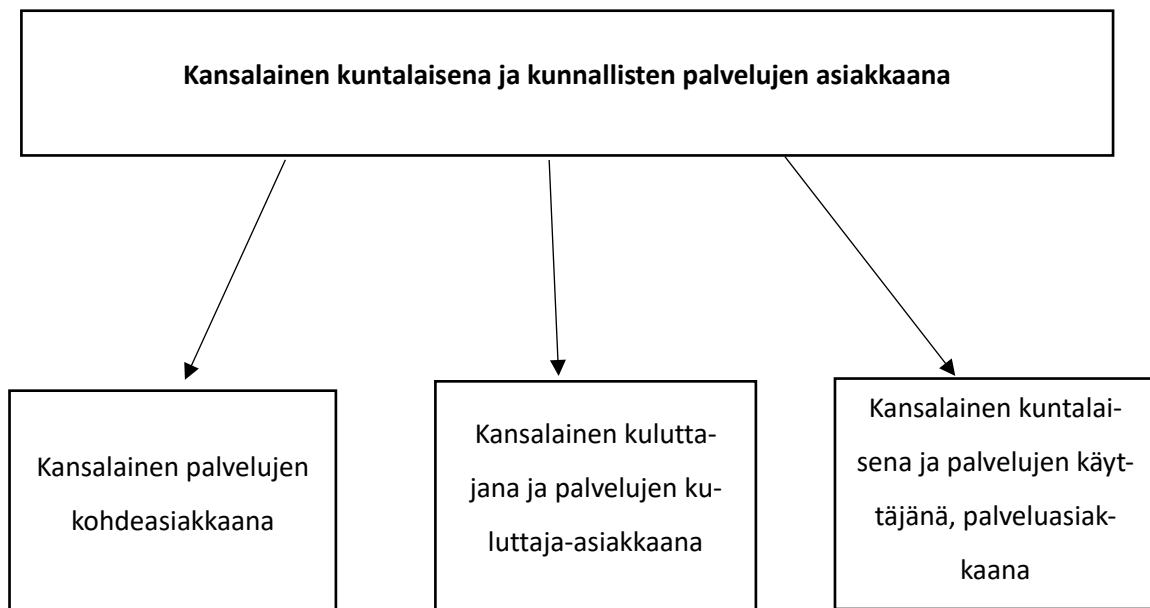 Kansalainen kuntalaisena ja kunnallisten palvelujen asiakkaana
Kansalainen palvelujen
kohdeasiakkaana
Kansalainen kulutta-
jana ja palvelujen ku-
luttaja-asiakkaana
Kansalainen kuntalai-
sena ja palvelujen käyt-
täjänä, palveluasiak-
kaana